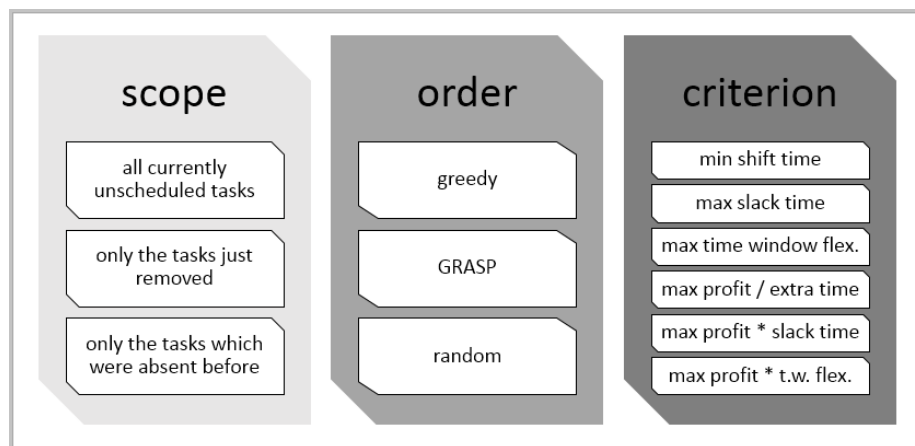 scope
all currently
unscheduled tasks
only the tasks just
removed
only the tasks which
were absent before
order
greedy
GRASP
random
criterion
min shift time
max slack time
max time window flex.
max profit / extra time
max profit * slack time
max profit * t.w. flex.